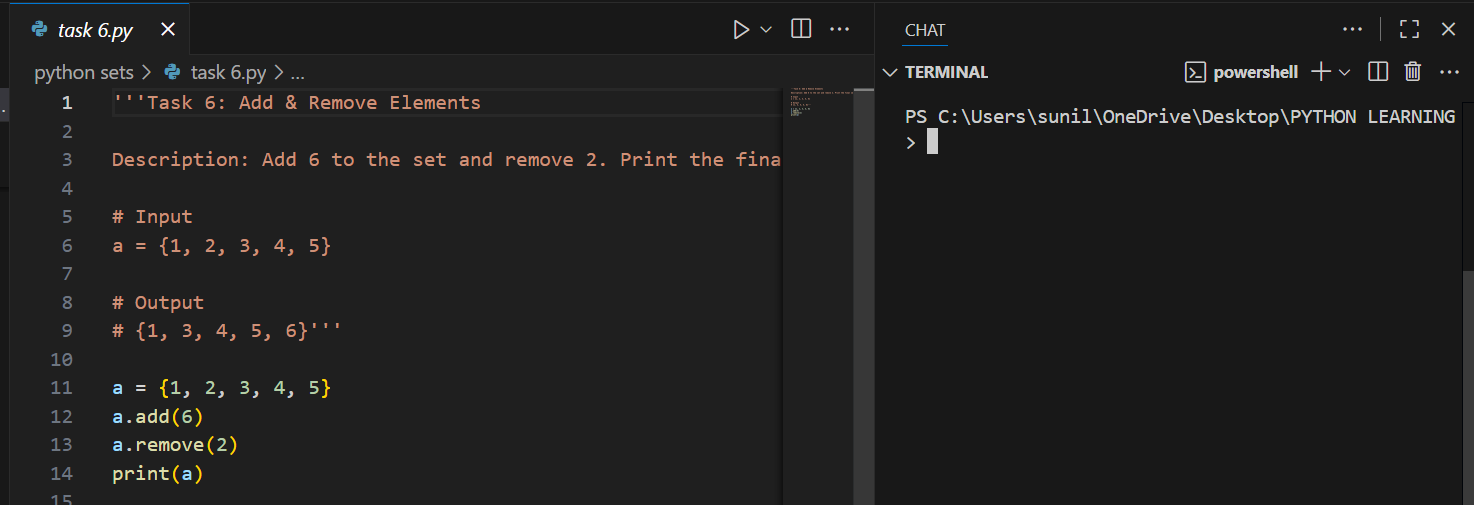 task 6.py
python sets > task 6.py > ...
1 '''Task 6: Add & Remove Elements
2
3 Description: Add 6 to the set and remove 2. Print the fina
4
5 # Input
6 a = {1, 2, 3, 4, 5}
7
8 # Output
9 # {1, 3, 4, 5, 6}'''
10
11 a = {1, 2, 3, 4, 5}
12 a.add(6)
13 a.remove(2)
14 print(a)
15
CHAT
TERMINAL
powershell
PS C:\Users\sunil\OneDrive\Desktop\PYTHON LEARNING
>